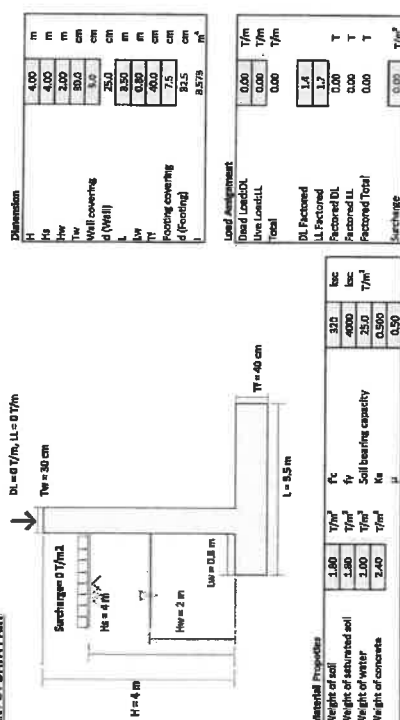 Dimension
H 4.00 m
Hs 4.00 m
Hw 2.00 m
Tw 30.0 cm
Wall covering 5.0 cm
d (Wall) 25.0 cm
L 3.50 m
Lw 0.80 m
Tf 40.0 cm
Footing covering 7.5 cm
d (Footing) 32.5 cm
I 3.573 m⁴
Load Assignment
Dead Load:DL 0.00 T/m
Live Load:LL 0.00 T/m
Total 0.00 T/m
DL Factored 1.4
LL Factored 1.7
Factored DL 0.00 T
Factored LL 0.00 T
Factored Total 0.00 T
Surcharge 0.00 T/m²
DL = 0 T/m, LL = 0 T/m
Tw = 30 cm
Surcharge= 0 T/m2
Hs = 4 m
H = 4 m
Hw = 2 m
Lw = 0.8 m
Tf = 40 cm
L = 3.5 m
Material Properties
Weight of soil 1.80 T/m³
Weight of saturated soil 1.80 T/m³
Weight of water 1.00 T/m³
Weight of concrete 2.40 T/m³
f'c 320 ksc
fy 4000 ksc
Soil bearing capacity 25.0 T/m²
Ka 0.500
μ 0.50